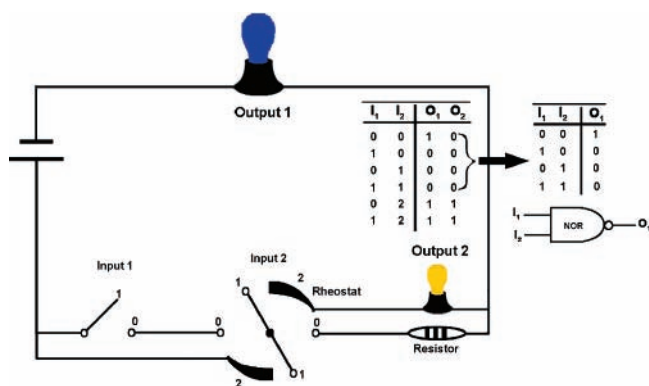 Output 1
I1 I2 O1 O2
0 0 1 0
1 0 0 0
0 1 0 0
1 1 0 0
0 2 1 1
1 2 1 1
I1 I2 O1
0 0 1
1 0 0
0 1 0
1 1 0
I1
I2
NOR
O1
Output 2
Input 1
Input 2
2
Rheostat
1
1
0
0
0
Resistor
2
1